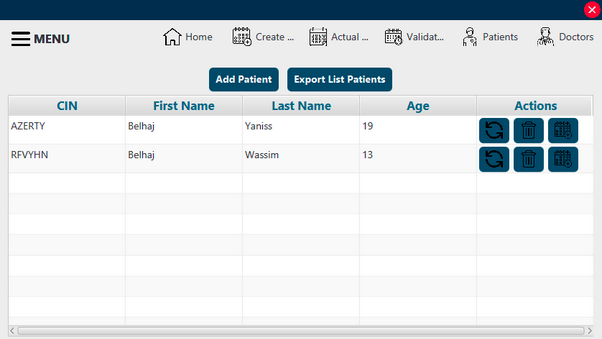 MENU Home Create ... Actual ... Validat... Patients Doctors
Add Patient Export List Patients
CIN First Name Last Name Age Actions
AZERTY Belhaj Yaniss 19
RFVYHN Belhaj Wassim 13